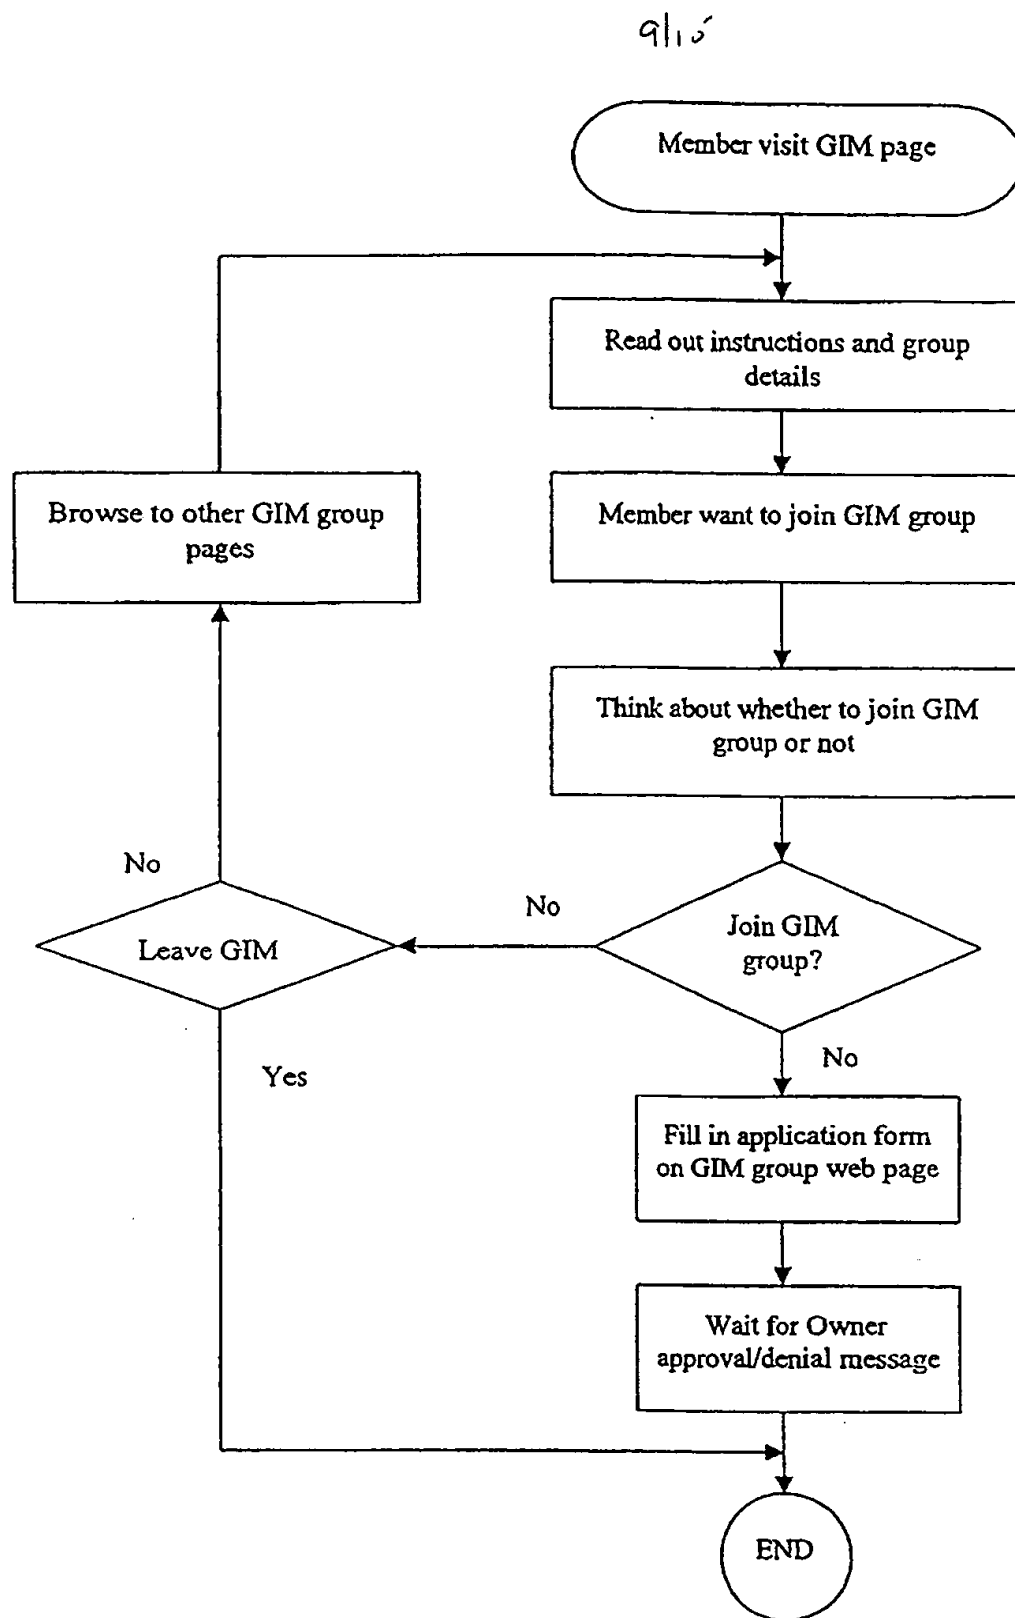 9/15
Member visit GIM page
Read out instructions and group
details
Browse to other GIM group
pages
Member want to join GIM group
Think about whether to join GIM
group or not
No
No
Leave GIM
Join GIM
group?
Yes
No
Fill in application form
on GIM group web page
Wait for Owner
approval/denial message
END